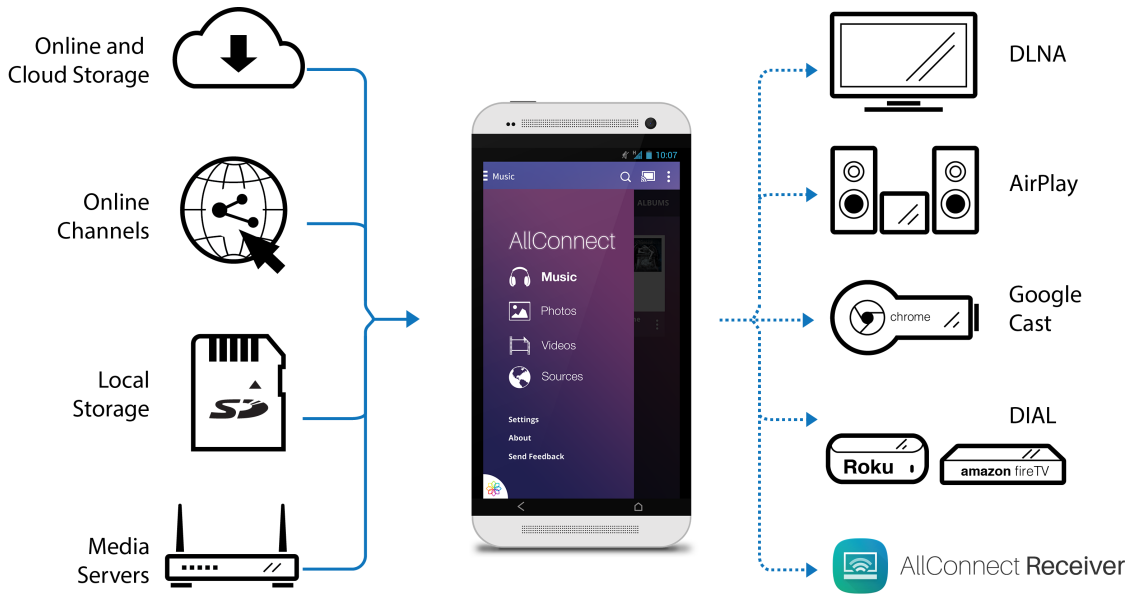 Online and
Cloud Storage
Online
Channels
Local
Storage
SD
Media
Servers
H
10:07
Music
ALBUMS
AllConnect
Music
Photos
Videos
Sources
Settings
About
Send Feedback
DLNA
AirPlay
chrome
Google
Cast
DIAL
Roku
amazon fireTV
AllConnect Receiver